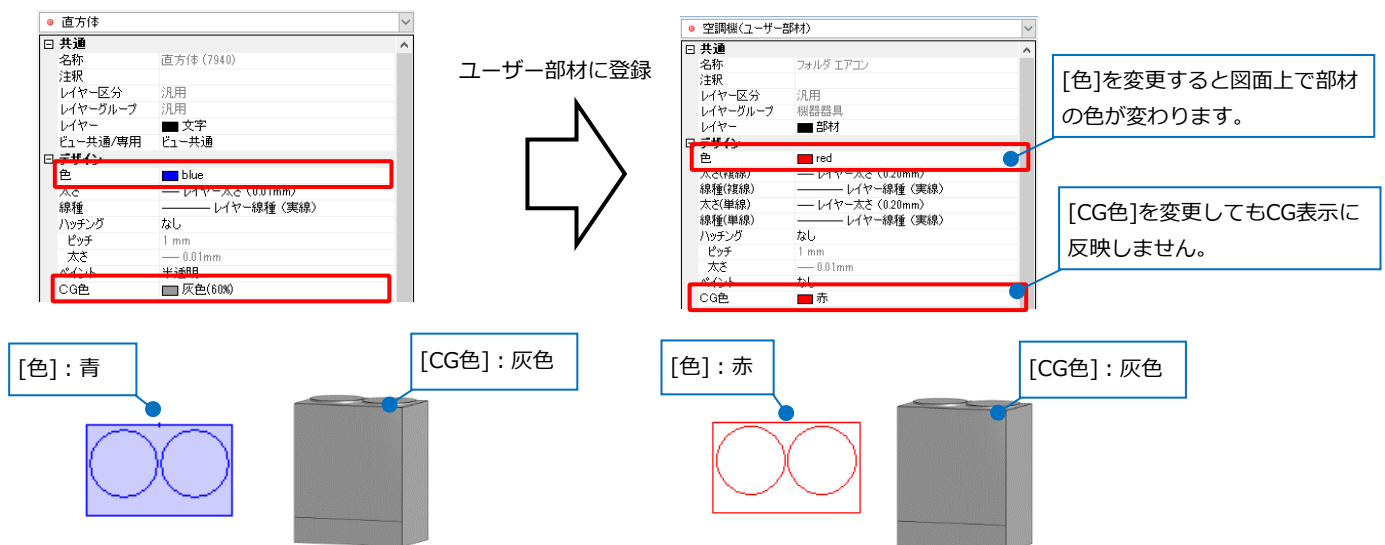 直方体
共通
名称 直方体 (7940)
注釈
レイヤー区分 汎用
レイヤーグループ 汎用
レイヤー 文字
ビュー共通/専用 ビュー共通
デザイン
色 blue
太さ レイヤー太さ (0.01mm)
線種 レイヤー線種 (実線)
ハッチング なし
ピッチ 1 mm
太さ 0.01mm
ペイント 半透明
CG色 灰色(60%)
ユーザー部材に登録
空調機(ユーザー部材)
共通
名称 フォルダ エアコン
注釈
レイヤー区分 汎用
レイヤーグループ 機器器具
レイヤー 部材
デザイン
色 red
太さ(複線) レイヤー太さ (0.20mm)
線種(複線) レイヤー線種 (実線)
太さ(単線) レイヤー太さ (0.20mm)
線種(単線) レイヤー線種 (実線)
ハッチング なし
ピッチ 1 mm
太さ 0.01mm
ペイント なし
CG色 赤
[色]を変更すると図面上で部材
の色が変わります。
[CG色]を変更してもCG表示に
反映しません。
[色]：青
[CG色]：灰色
[色]：赤
[CG色]：灰色